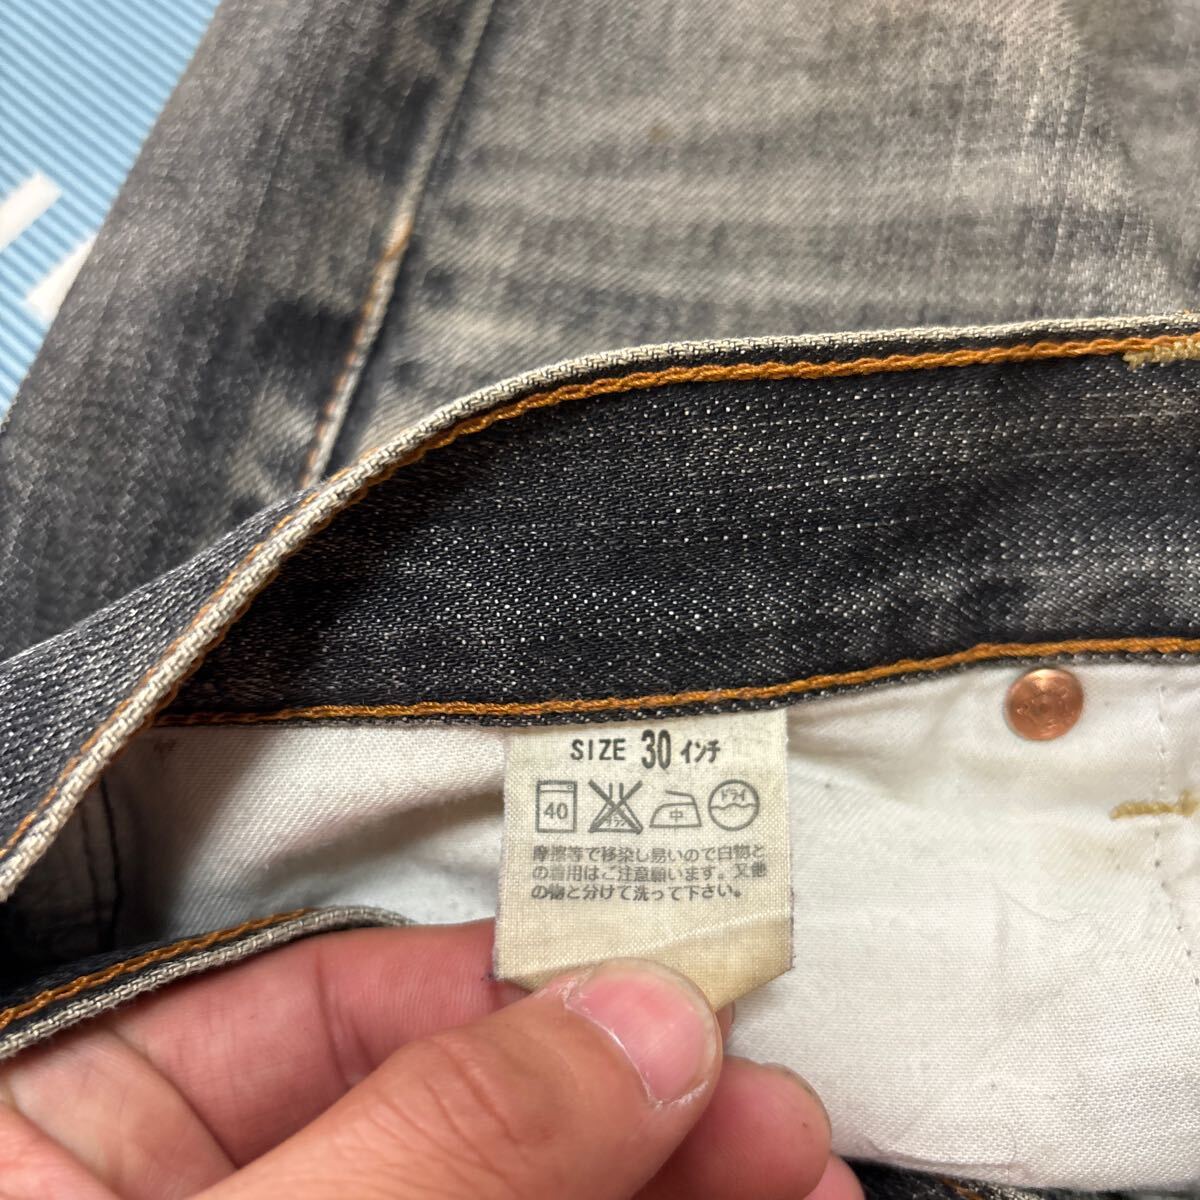 SIZE 30 インチ
40 中 ドライ
摩擦等で移染し易いので白物と
の着用はご注意願います。又他
の物と分けて洗って下さい。